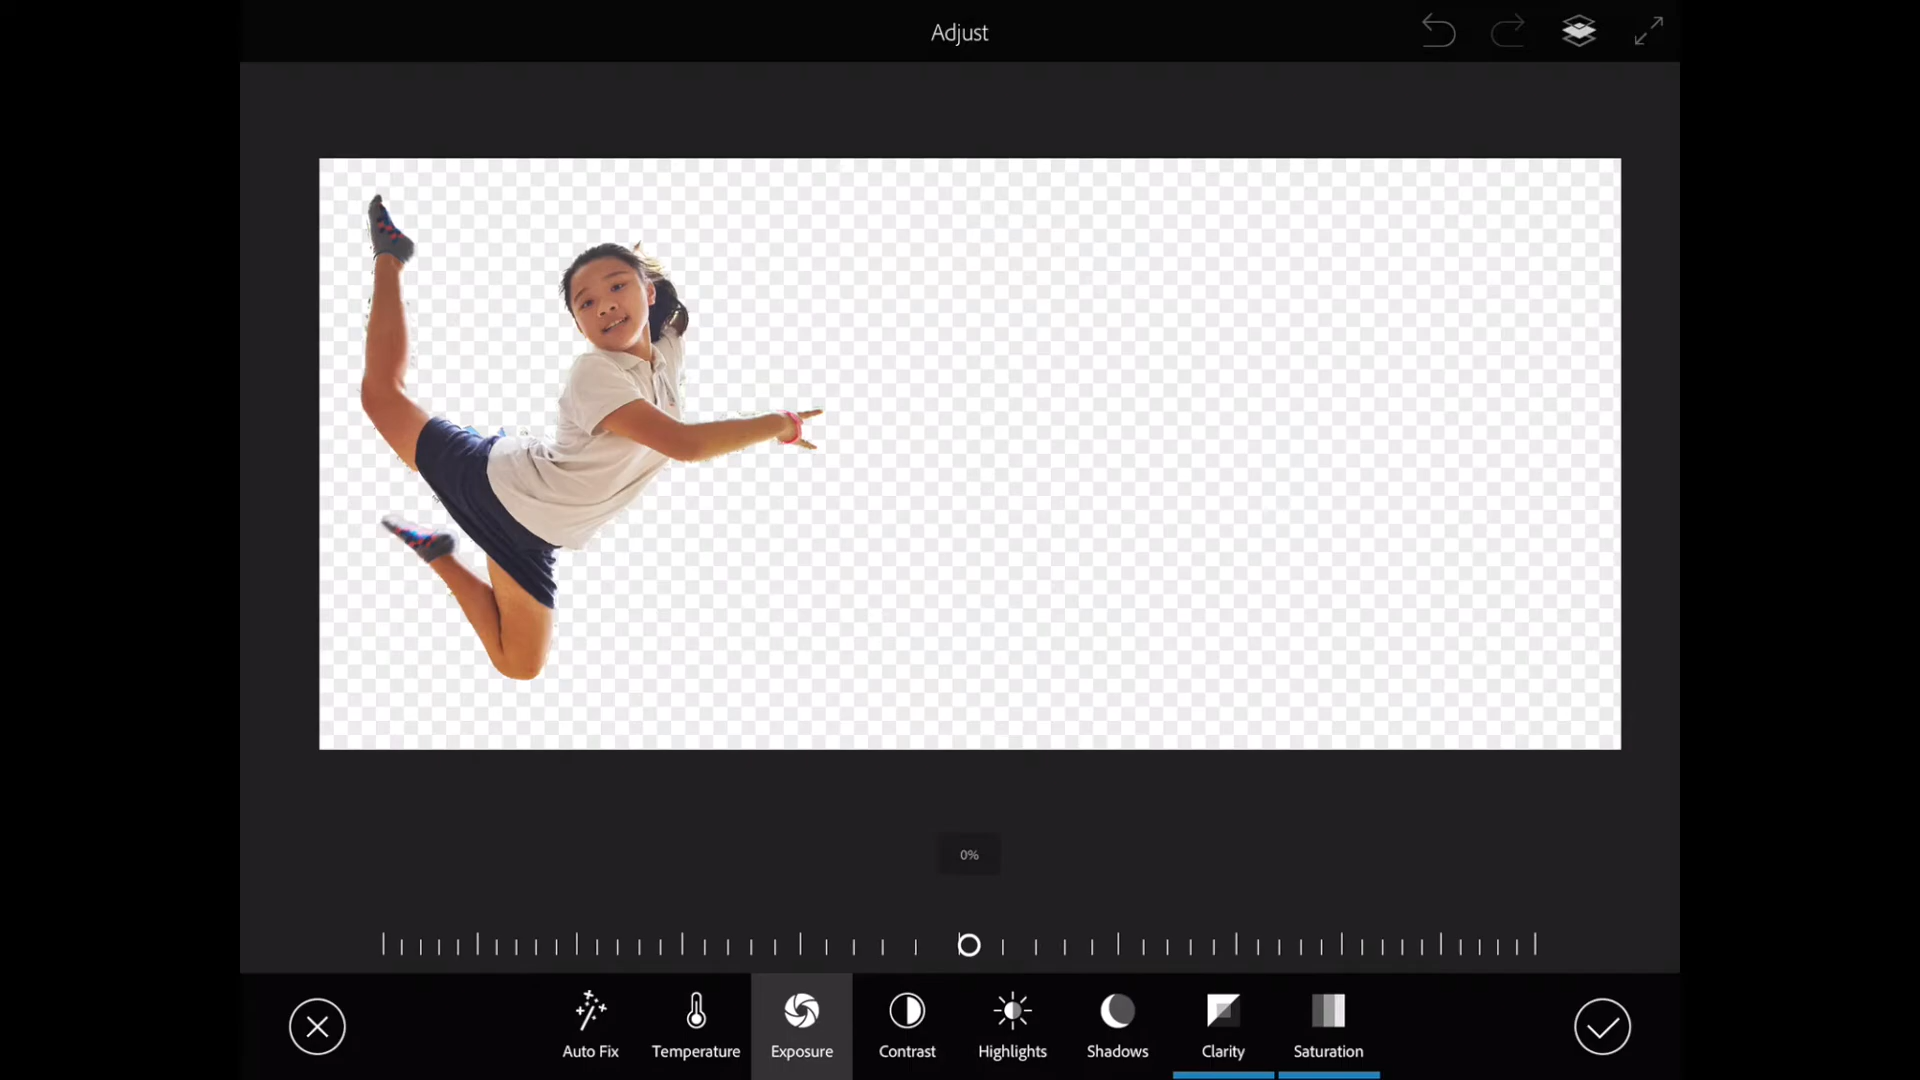 Adjust
0%
Auto Fix
Temperature
Exposure
Contrast
Highlights
Shadows
Clarity
Saturation